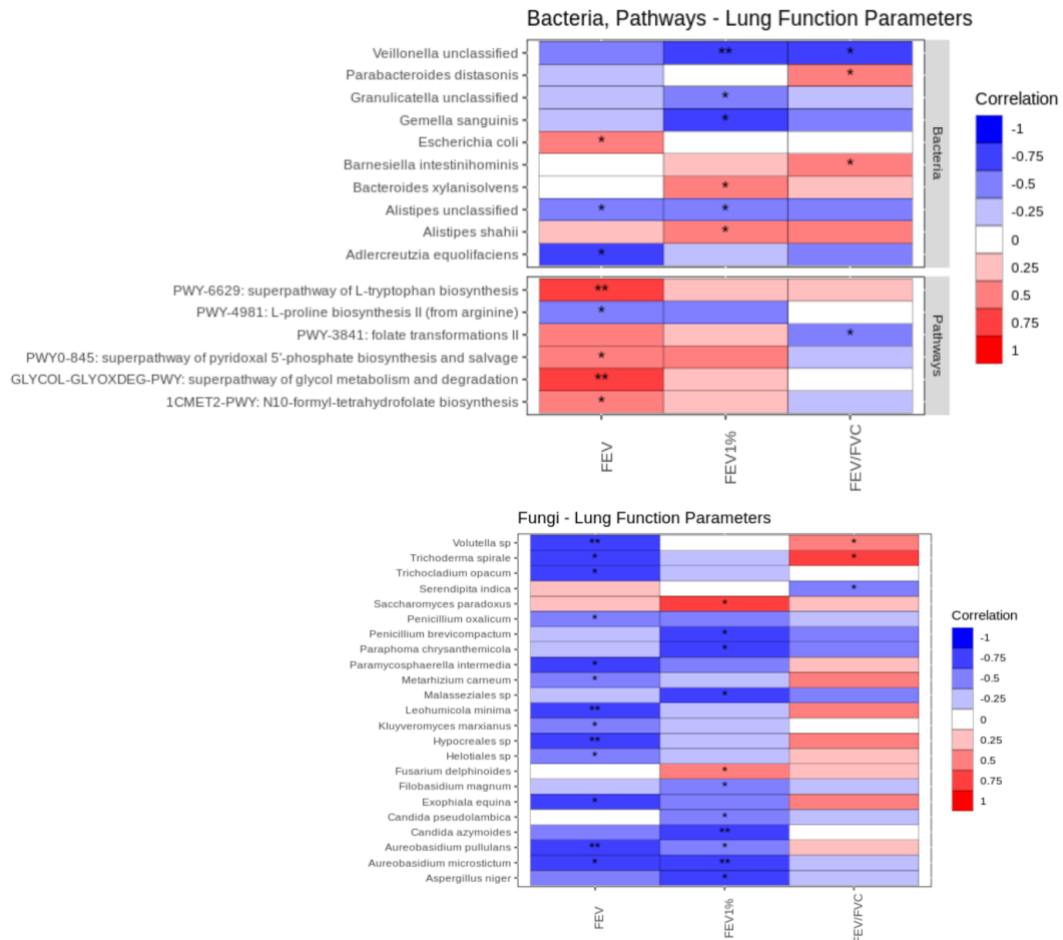 Bacteria, Pathways - Lung Function Parameters
Veillonella unclassified
** *
Parabacteroides distasonis
*
Granulicatella unclassified
*
Gemella sanguinis
*
Escherichia coli
*
Barnesiella intestinihominis
*
Bacteroides xylanisolvens
*
Alistipes unclassified
* *
Alistipes shahii
*
Adlercreutzia equolifaciens
*
Bacteria
PWY-6629: superpathway of L-tryptophan biosynthesis
**
PWY-4981: L-proline biosynthesis II (from arginine)
*
PWY-3841: folate transformations II
*
PWY0-845: superpathway of pyridoxal 5'-phosphate biosynthesis and salvage
*
GLYCOL-GLYOXDEG-PWY: superpathway of glycol metabolism and degradation
**
1CMET2-PWY: N10-formyl-tetrahydrofolate biosynthesis
*
Pathways
FEV
FEV1%
FEV/FVC
Correlation
-1
-0.75
-0.5
-0.25
0
0.25
0.5
0.75
1
Fungi - Lung Function Parameters
Volutella sp
** *
Trichoderma spirale
* *
Trichocladium opacum
*
Serendipita indica
*
Saccharomyces paradoxus
*
Penicillium oxalicum
*
Penicillium brevicompactum
*
Paraphoma chrysanthemicola
*
Paramycosphaerella intermedia
*
Metarhizium carneum
*
Malasseziales sp
*
Leohumicola minima
**
Kluyveromyces marxianus
*
Hypocreales sp
**
Helotiales sp
*
Fusarium delphinoides
*
Filobasidium magnum
*
Exophiala equina
*
Candida pseudolambica
*
Candida azymoides
**
Aureobasidium pullulans
** *
Aureobasidium microstictum
* **
Aspergillus niger
*
FEV
FEV1%
FEV/FVC
Correlation
-1
-0.75
-0.5
-0.25
0
0.25
0.5
0.75
1